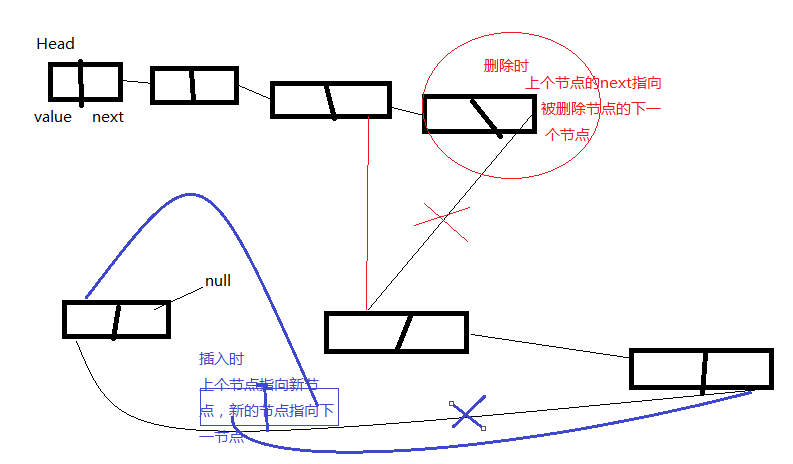 Head
value next
删除时
上个节点的next指向
被删除节点的下一
个节点
null
插入时
上个节点指向新节
点，新的节点指向下
一节点